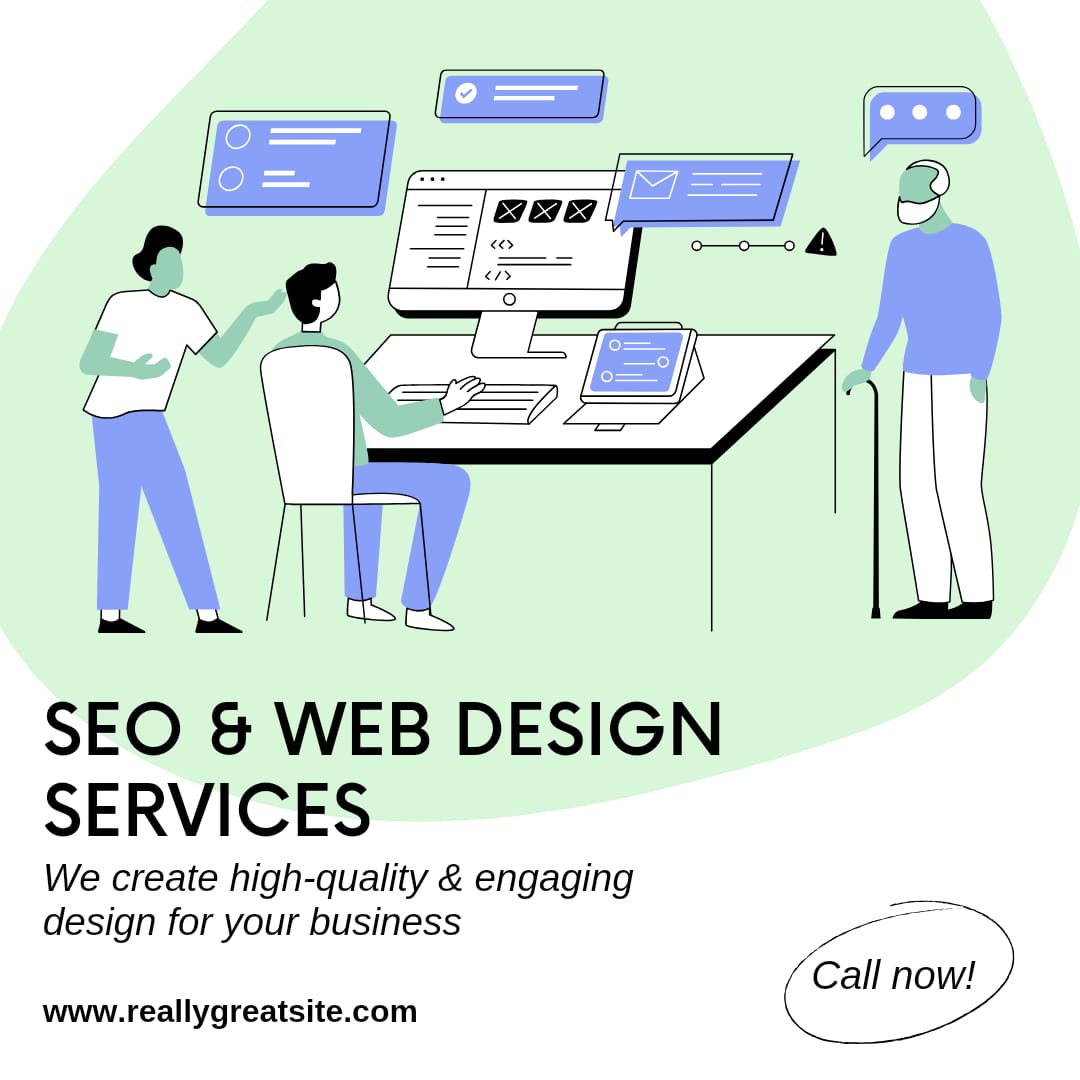 SEO & WEB DESIGN
SERVICES
We create high-quality & engaging
design for your business
www.reallygreatsite.com
Call now!